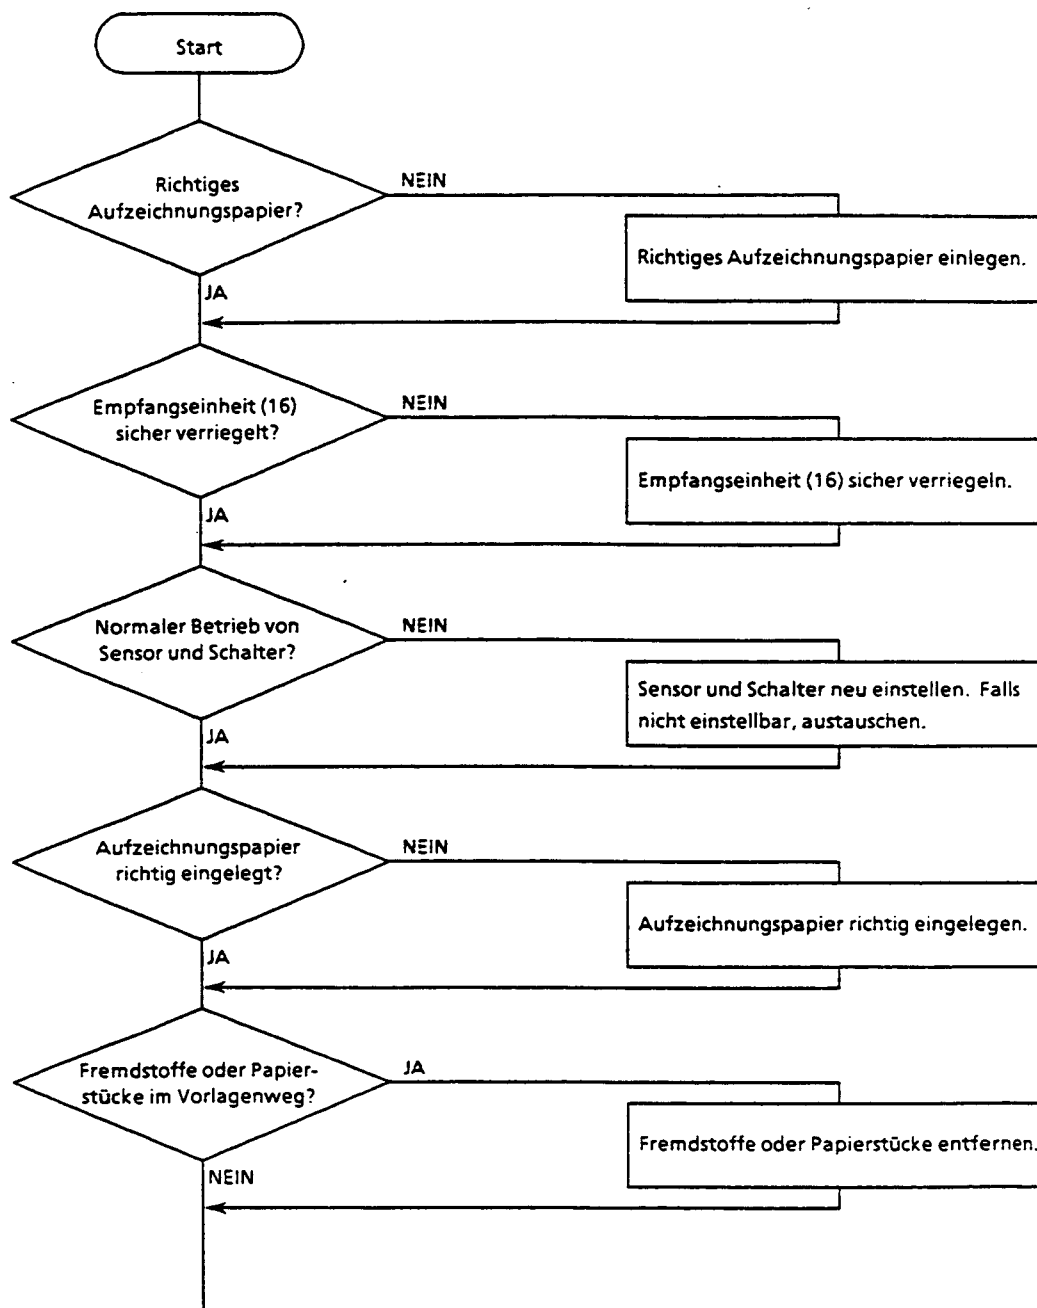 Start
Richtiges
Aufzeichnungspapier?
NEIN
Richtiges Aufzeichnungspapier einlegen.
JA
Empfangseinheit (16)
sicher verriegelt?
NEIN
Empfangseinheit (16) sicher verriegeln.
JA
Normaler Betrieb von
Sensor und Schalter?
NEIN
Sensor und Schalter neu einstellen. Falls
nicht einstellbar, austauschen.
JA
Aufzeichnungspapier
richtig eingelegt?
NEIN
Aufzeichnungspapier richtig eingelegen.
JA
Fremdstoffe oder Papier-
stücke im Vorlagenweg?
JA
Fremdstoffe oder Papierstücke entfernen.
NEIN